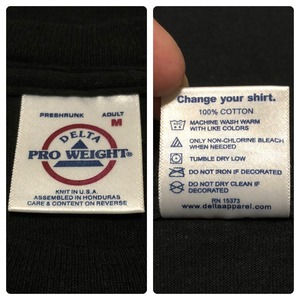 PRESHRUNK ADULT
M
DELTA
PRO WEIGHT®
KNIT IN U.S.A.
ASSEMBLED IN HONDURAS
CARE & CONTENT ON REVERSE
Change your shirt.
100% COTTON
MACHINE WASH WARM
WITH LIKE COLORS
ONLY NON-CHLORINE BLEACH
WHEN NEEDED
TUMBLE DRY LOW
DO NOT IRON IF DECORATED
DO NOT DRY CLEAN IF
DECORATED
RN 15373
www.deltaapparel.com